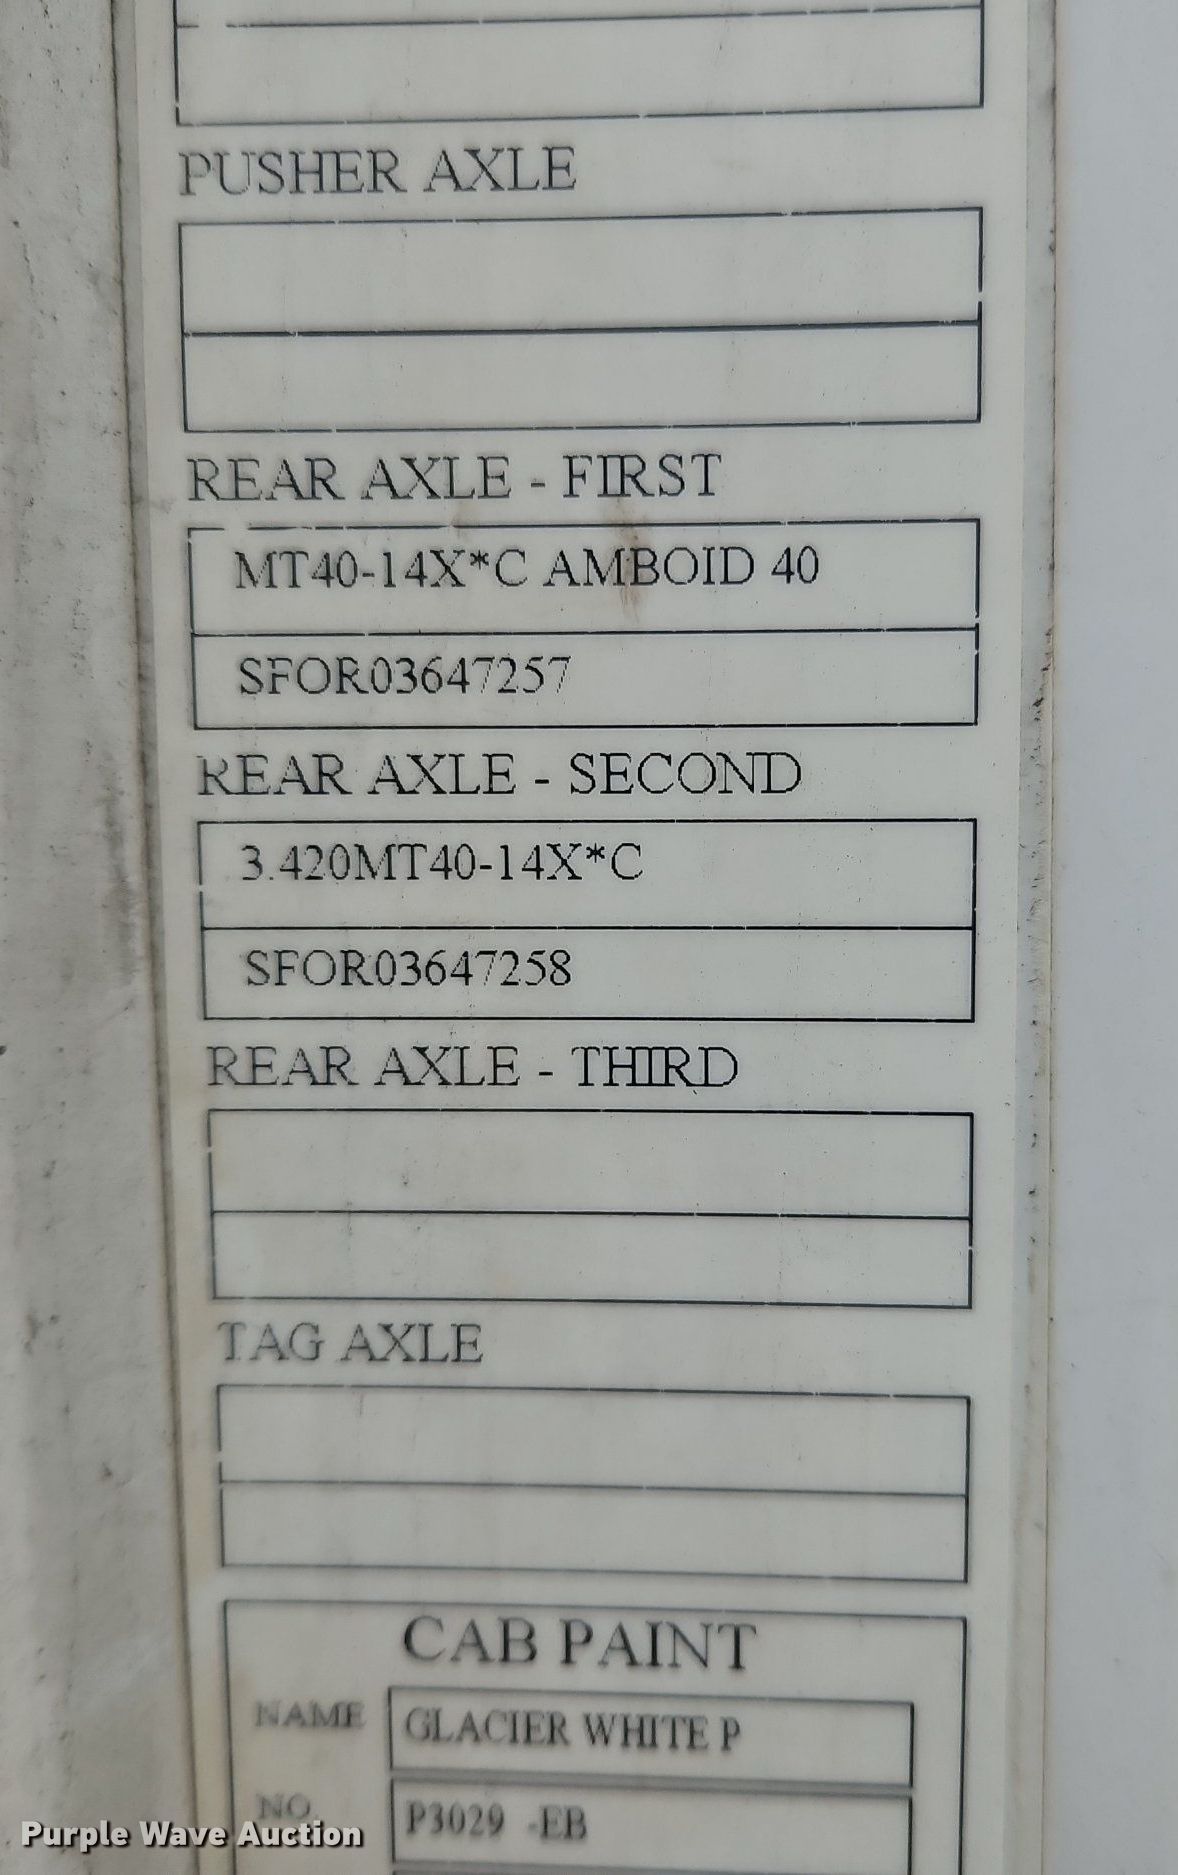 PUSHER AXLE
REAR AXLE - FIRST
MT40-14X*C AMBOID 40
SFOR03647257
REAR AXLE - SECOND
3.420MT40-14X*C
SFOR03647258
REAR AXLE - THIRD
TAG AXLE
CAB PAINT
NAME GLACIER WHITE P
NO. P3029 -EB
Purple Wave Auction